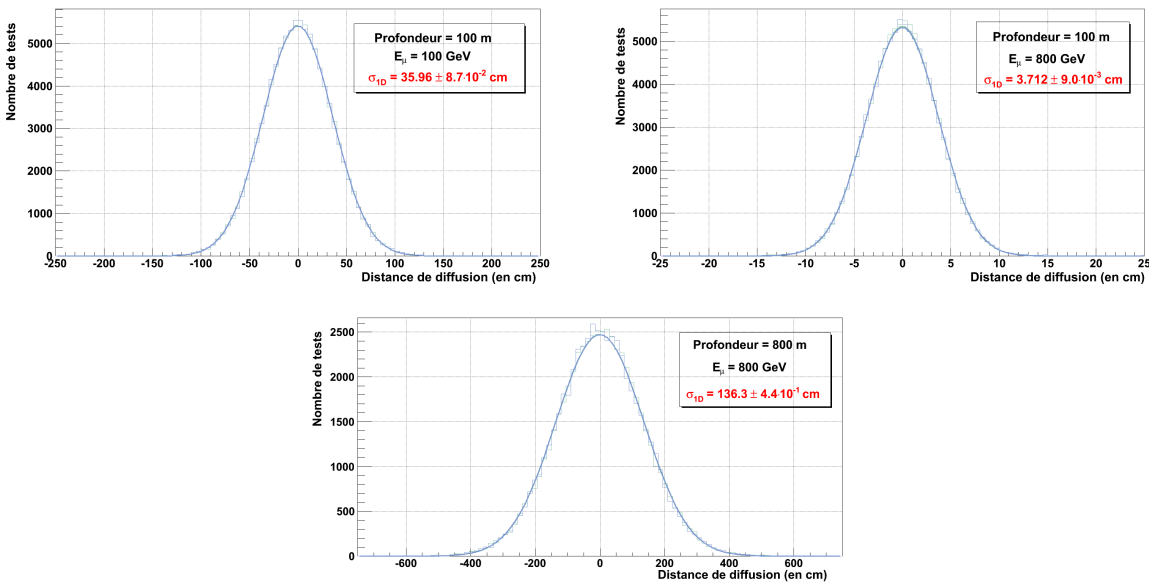 Nombre de tests
5000
4000
3000
2000
1000
0
-250 -200 -150 -100 -50 0 50 100 150 200 250
Distance de diffusion (en cm)
Profondeur = 100 m
Eμ = 100 GeV
σ1D = 35.96 ± 8.7·10-2 cm
Nombre de tests
5000
4000
3000
2000
1000
0
-25 -20 -15 -10 -5 0 5 10 15 20 25
Distance de diffusion (en cm)
Profondeur = 100 m
Eμ = 800 GeV
σ1D = 3.712 ± 9.0·10-3 cm
Nombre de tests
2500
2000
1500
1000
500
0
-600 -400 -200 0 200 400 600
Distance de diffusion (en cm)
Profondeur = 800 m
Eμ = 800 GeV
σ1D = 136.3 ± 4.4·10-1 cm